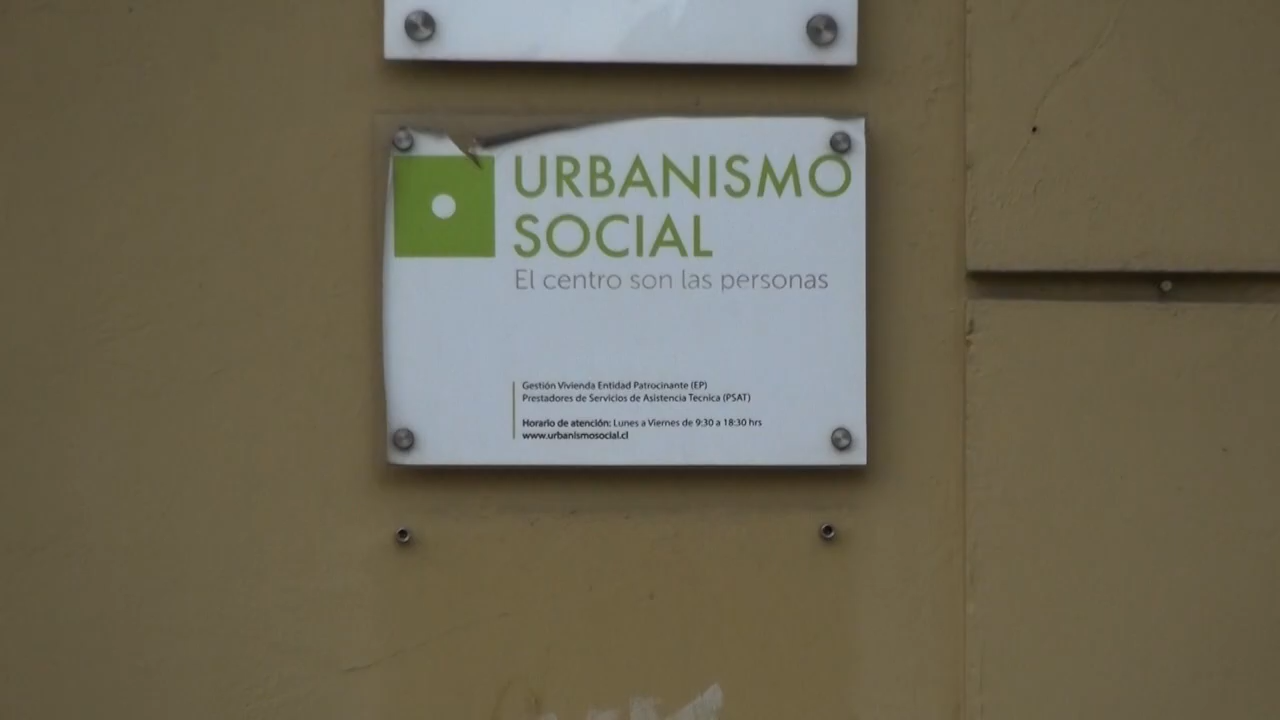 URBANISMO
SOCIAL
El centro son las personas
Gestión Vivienda Entidad Patrocinante (EP)
Prestadores de Servicios de Asistencia Técnica (PSAT)
Horario de atención: Lunes a Viernes de 9:30 a 18:30 hrs
www.urbanismosocial.cl